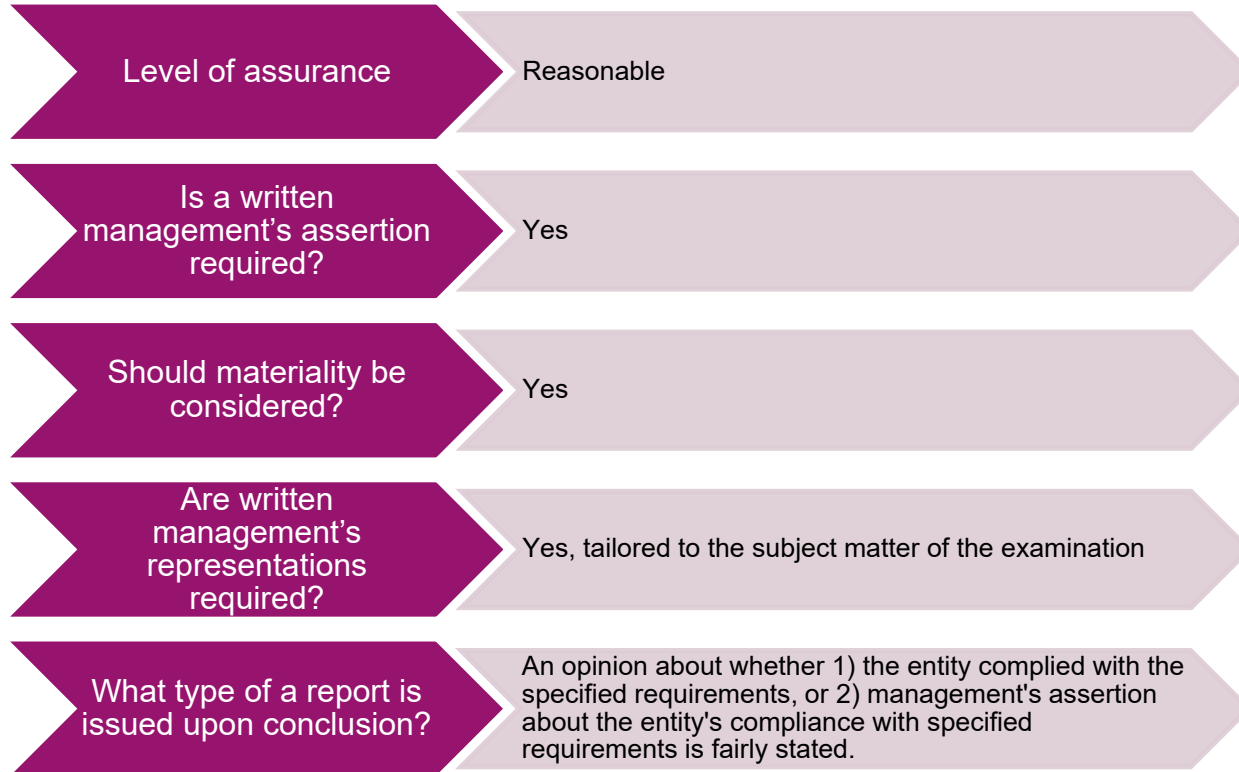 Level of assurance
Reasonable
Is a written
management’s assertion
required?
Yes
Should materiality be
considered?
Yes
Are written
management’s
representations
required?
Yes, tailored to the subject matter of the examination
What type of a report is
issued upon conclusion?
An opinion about whether 1) the entity complied with the
specified requirements, or 2) management's assertion
about the entity's compliance with specified
requirements is fairly stated.